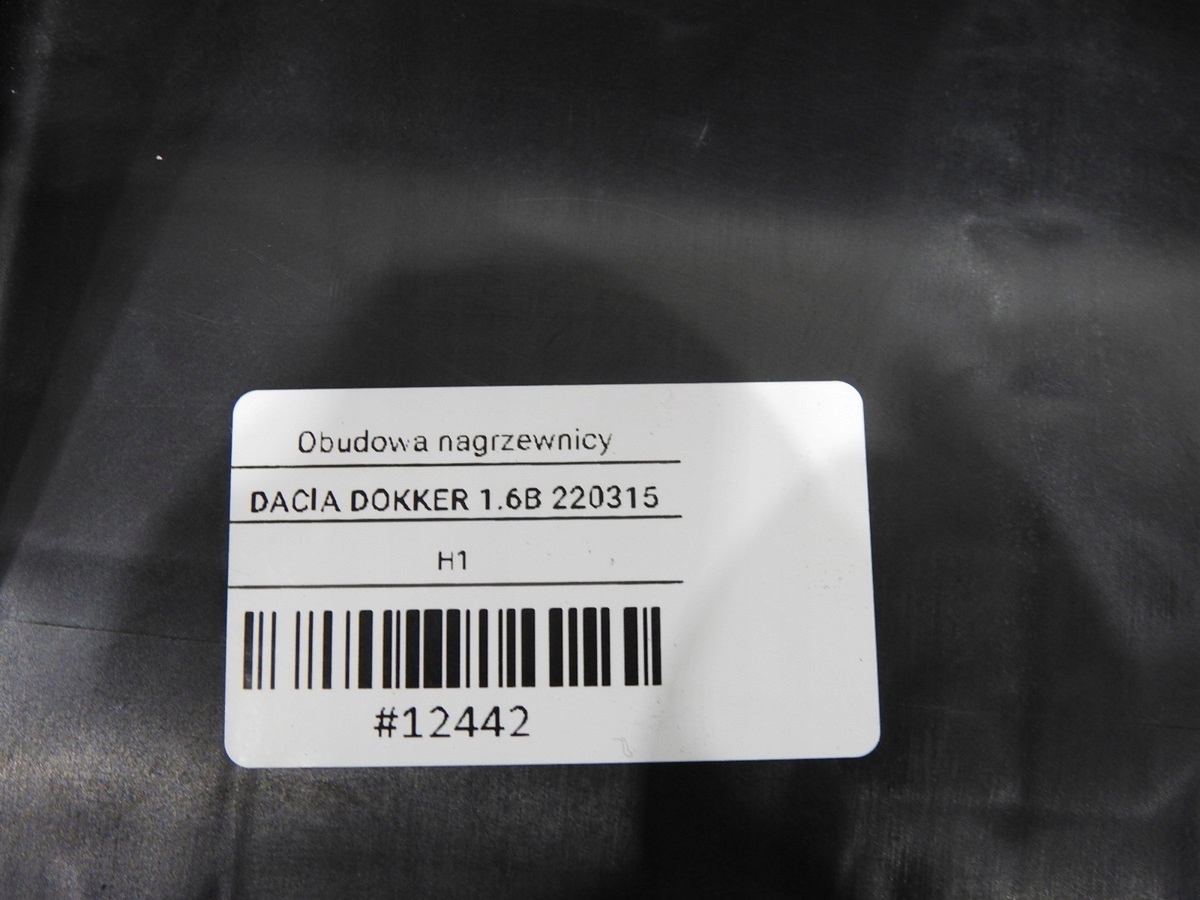 Obudowa nagrzewnicy
DACIA DOKKER 1.6B 220315
H1
#12442